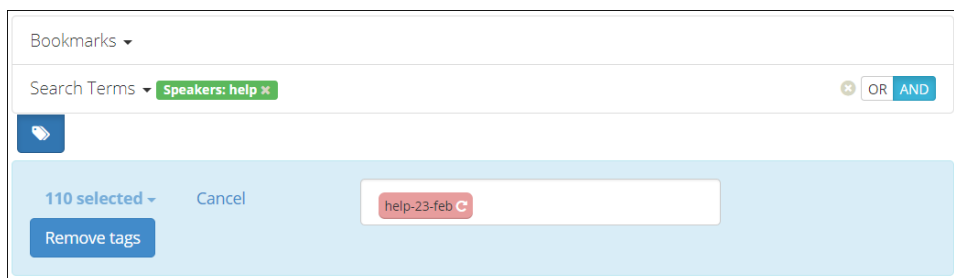 Bookmarks
Search Terms Speakers: help × OR AND
110 selected Cancel help-23-feb
Remove tags